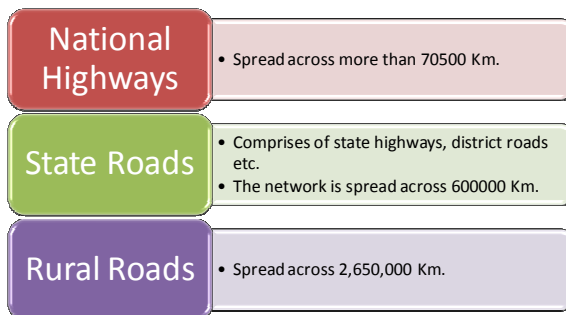 National
Highways
• Spread across more than 70500 Km.
State Roads
• Comprises of state highways, district roads
etc.
• The network is spread across 600000 Km.
Rural Roads
• Spread across 2,650,000 Km.